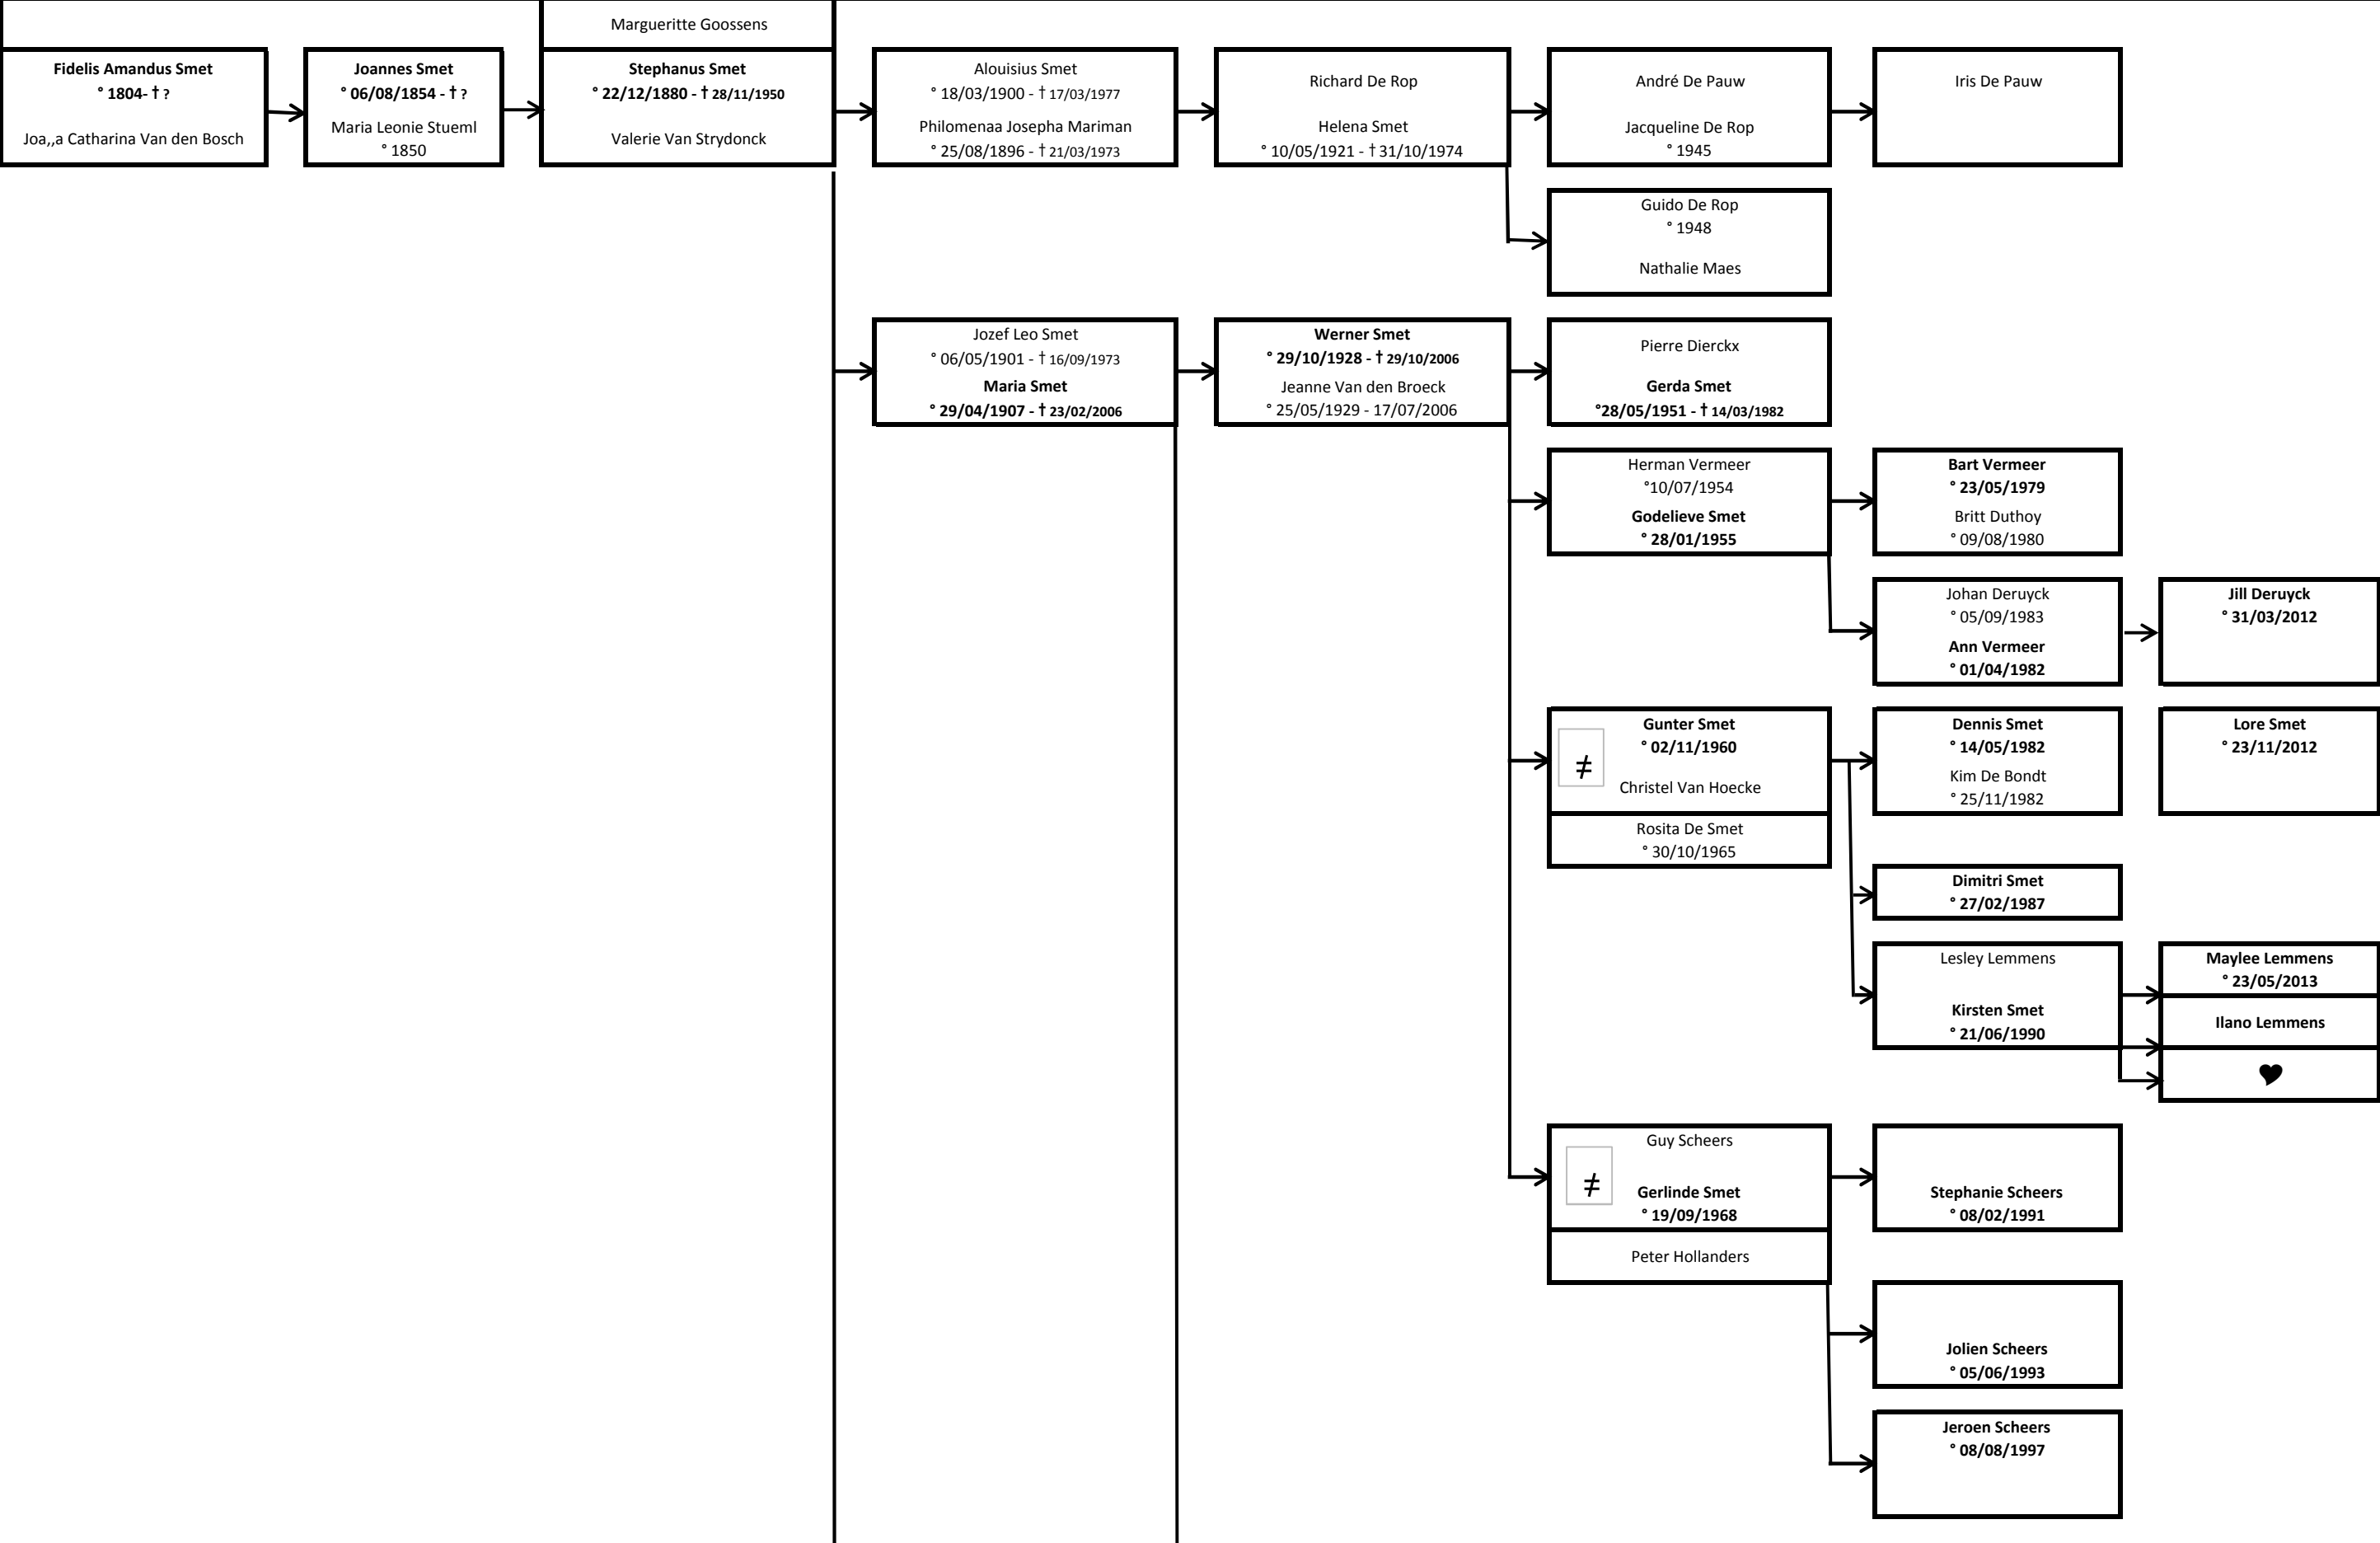 Margueritte Goossens
Fidelis Amandus Smet
° 1804- † ?
Joa,,a Catharina Van den Bosch
Joannes Smet
° 06/08/1854 - † ?
Maria Leonie Stueml
° 1850
Stephanus Smet
° 22/12/1880 - † 28/11/1950
Valerie Van Strydonck
Alouisius Smet
° 18/03/1900 - † 17/03/1977
Philomenaa Josepha Mariman
° 25/08/1896 - † 21/03/1973
Richard De Rop
Helena Smet
° 10/05/1921 - † 31/10/1974
André De Pauw
Jacqueline De Rop
° 1945
Iris De Pauw
Guido De Rop
° 1948
Nathalie Maes
Jozef Leo Smet
° 06/05/1901 - † 16/09/1973
Maria Smet
° 29/04/1907 - † 23/02/2006
Werner Smet
° 29/10/1928 - † 29/10/2006
Jeanne Van den Broeck
° 25/05/1929 - 17/07/2006
Pierre Dierckx
Gerda Smet
°28/05/1951 - † 14/03/1982
Herman Vermeer
°10/07/1954
Godelieve Smet
° 28/01/1955
Bart Vermeer
° 23/05/1979
Britt Duthoy
° 09/08/1980
Johan Deruyck
° 05/09/1983
Ann Vermeer
° 01/04/1982
Jill Deruyck
° 31/03/2012
Gunter Smet
° 02/11/1960
≠
Christel Van Hoecke
Rosita De Smet
° 30/10/1965
Dennis Smet
° 14/05/1982
Kim De Bondt
° 25/11/1982
Lore Smet
° 23/11/2012
Dimitri Smet
° 27/02/1987
Lesley Lemmens
Kirsten Smet
° 21/06/1990
Maylee Lemmens
° 23/05/2013
Ilano Lemmens
Guy Scheers
≠
Gerlinde Smet
° 19/09/1968
Peter Hollanders
Stephanie Scheers
° 08/02/1991
Jolien Scheers
° 05/06/1993
Jeroen Scheers
° 08/08/1997